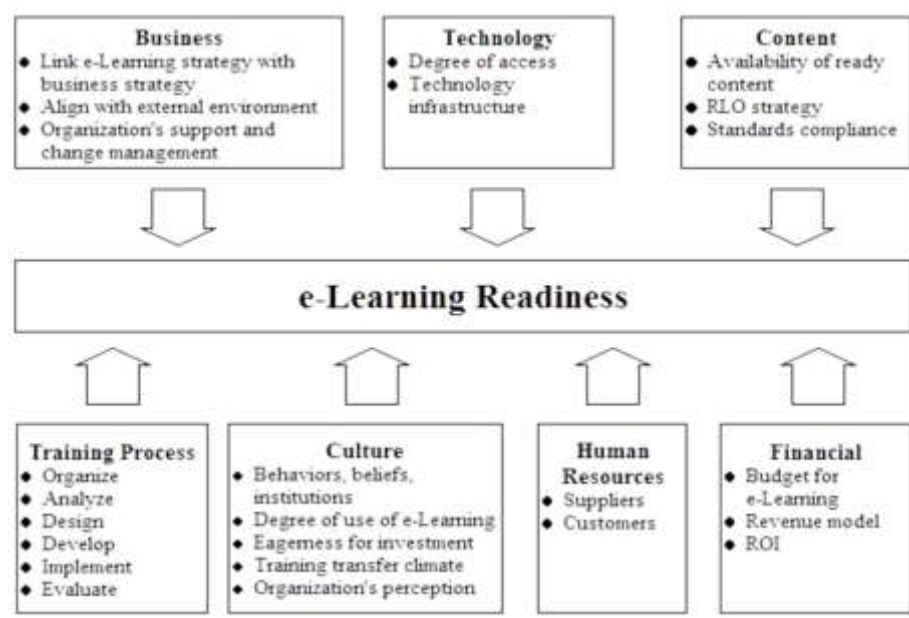 Business
Link e-Learning strategy with
business strategy
Align with external environment
Organization's support and
change management
Technology
Degree of access
Technology
infrastructure
Content
Availability of ready
content
RLO strategy
Standards compliance
e-Learning Readiness
Training Process
Organize
Analyze
Design
Develop
Implement
Evaluate
Culture
Behaviors, beliefs,
institutions
Degree of use of e-Learning
Eagerness for investment
Training transfer climate
Organization's perception
Human
Resources
Suppliers
Customers
Financial
Budget for
e-Learning
Revenue model
ROI